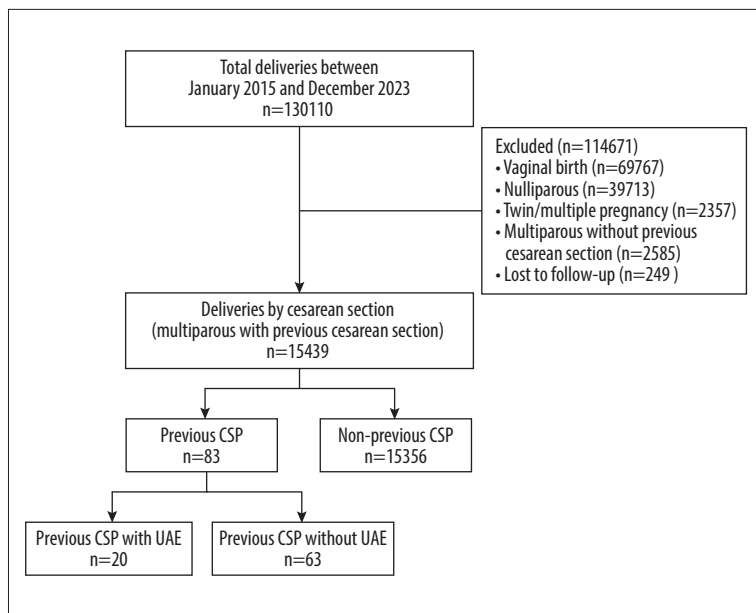 Total deliveries between
January 2015 and December 2023
n=130110
Excluded (n=114671)
• Vaginal birth (n=69767)
• Nulliparous (n=39713)
• Twin/multiple pregnancy (n=2357)
• Multiparous without previous
cesarean section (n=2585)
• Lost to follow-up (n=249 )
Deliveries by cesarean section
(multiparous with previous cesarean section)
n=15439
Previous CSP
n=83
Non-previous CSP
n=15356
Previous CSP with UAE
n=20
Previous CSP without UAE
n=63